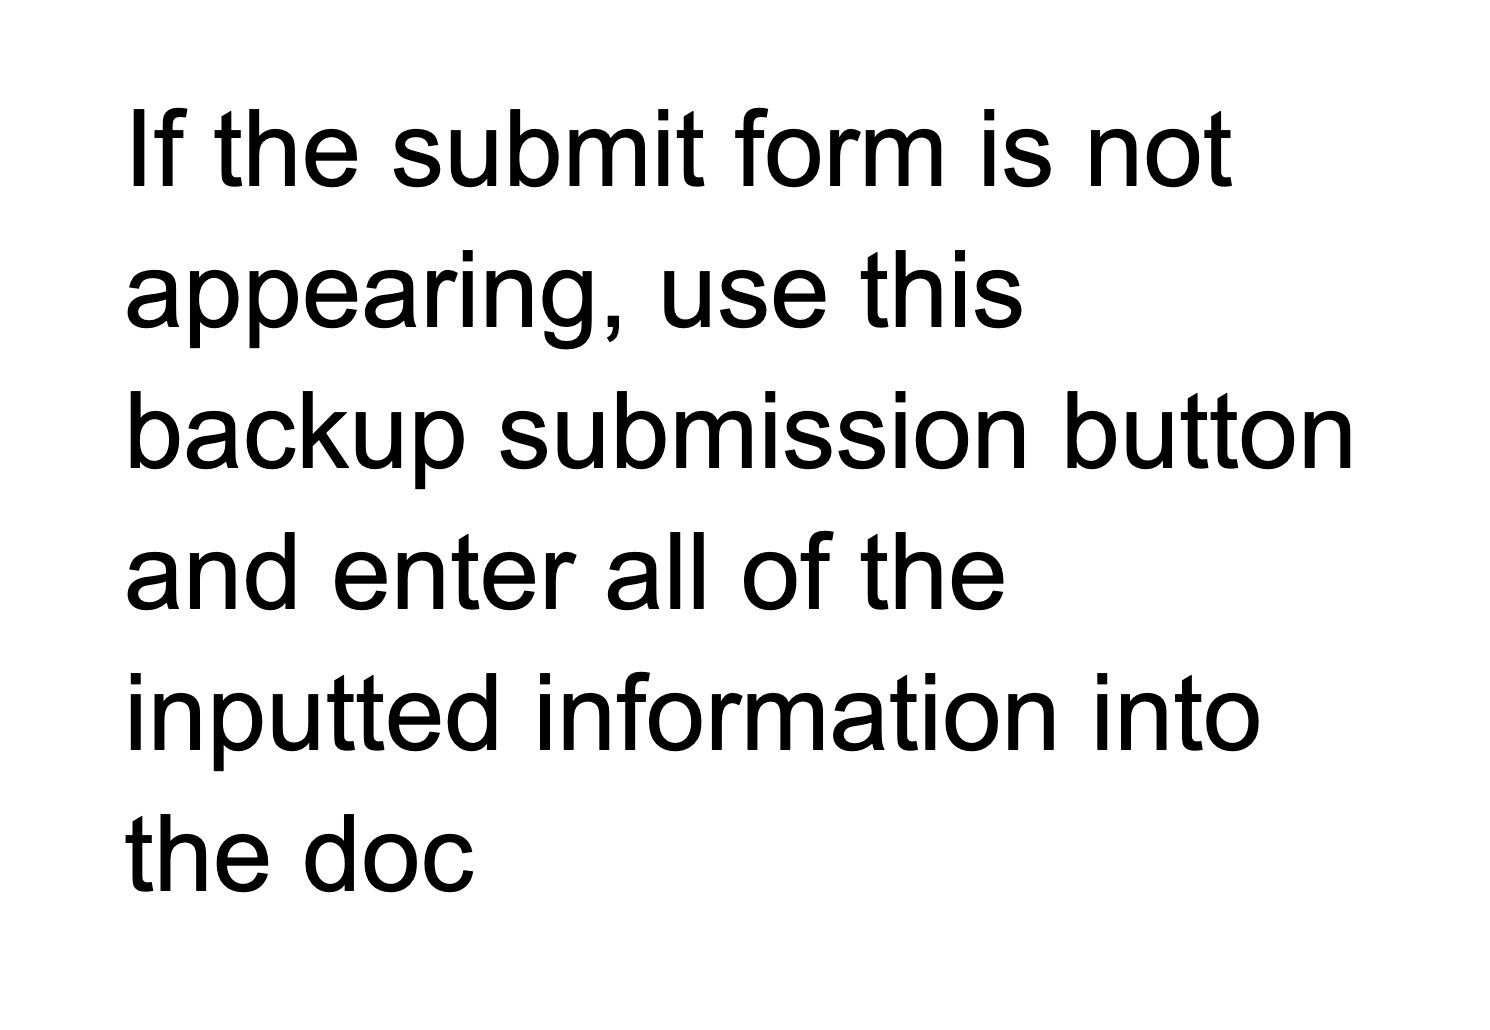 If the submit form is not
appearing, use this
backup submission button
and enter all of the
inputted information into
the doc